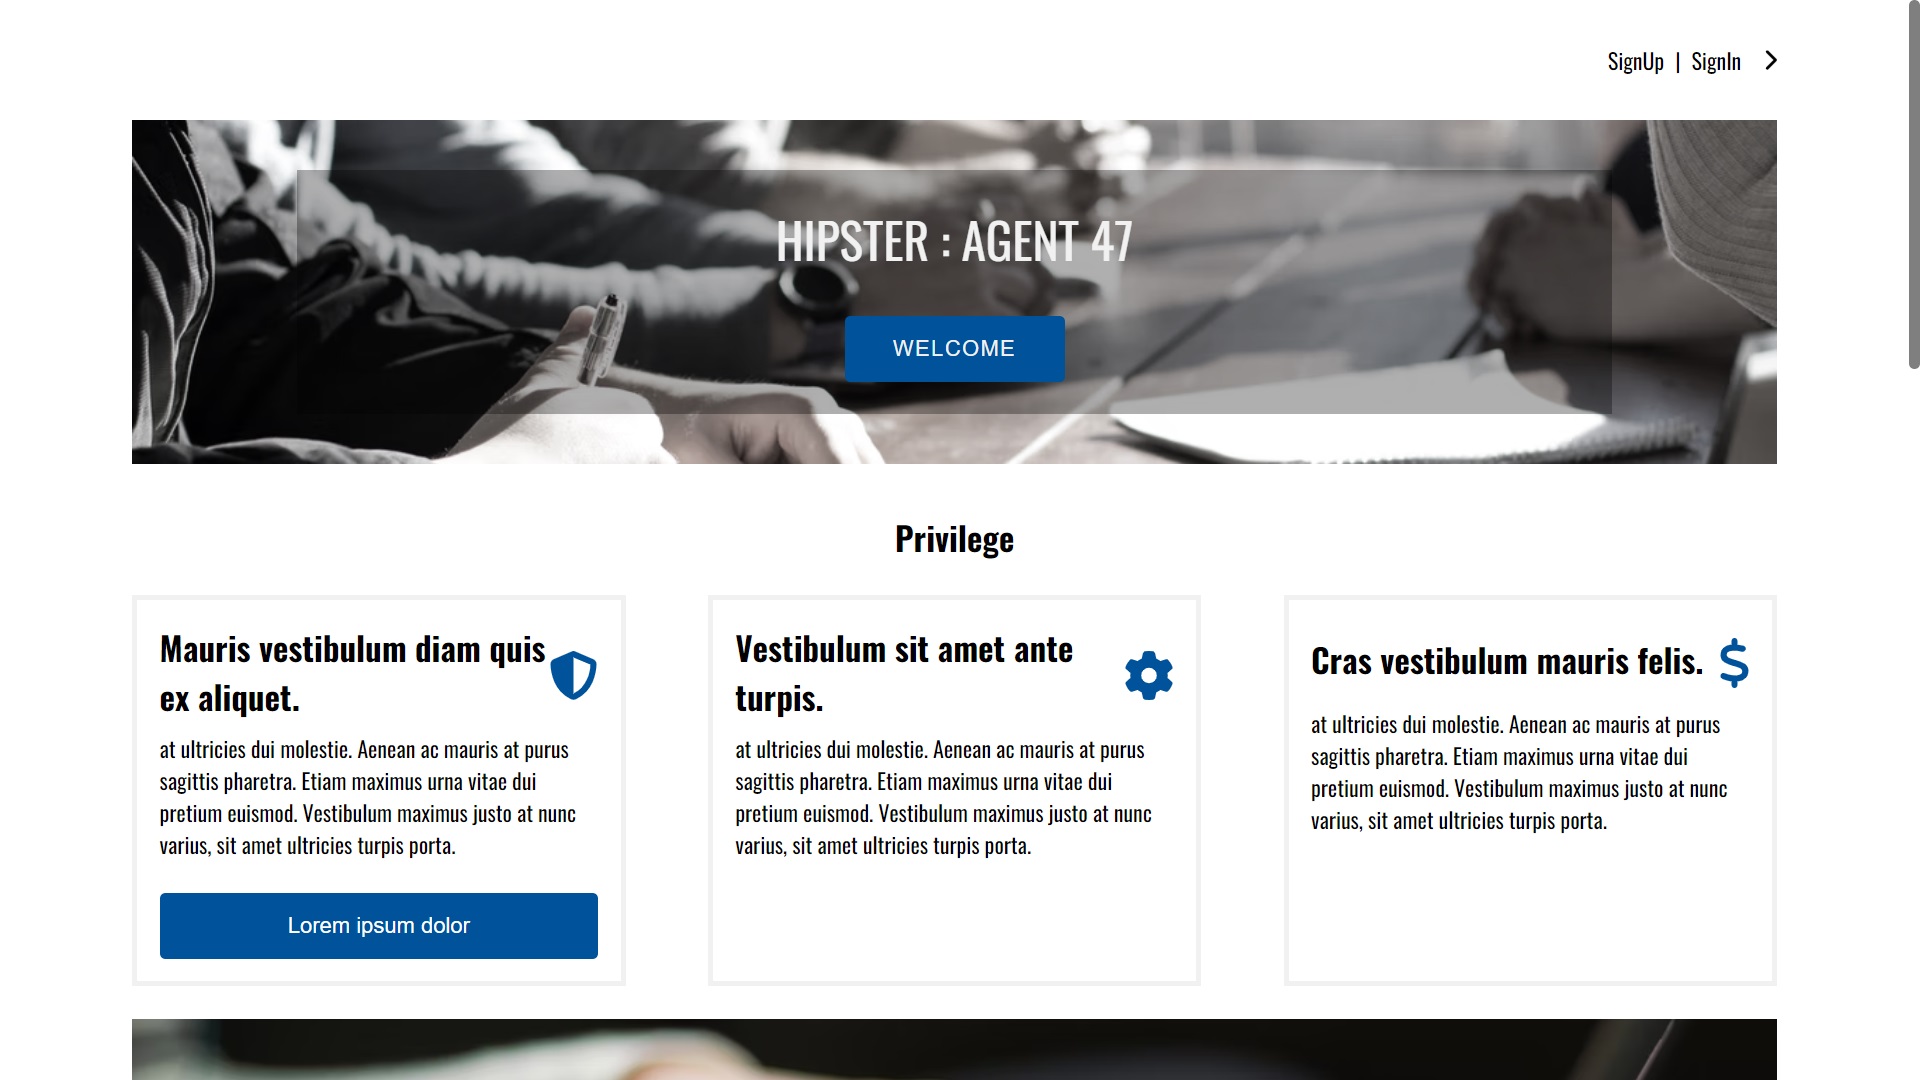 SignUp | SignIn
HIPSTER : AGENT 47
WELCOME
Privilege
Mauris vestibulum diam quis
ex aliquet.
at ultricies dui molestie. Aenean ac mauris at purus
sagittis pharetra. Etiam maximus urna vitae dui
pretium euismod. Vestibulum maximus justo at nunc
varius, sit amet ultricies turpis porta.
Lorem ipsum dolor
Vestibulum sit amet ante
turpis.
at ultricies dui molestie. Aenean ac mauris at purus
sagittis pharetra. Etiam maximus urna vitae dui
pretium euismod. Vestibulum maximus justo at nunc
varius, sit amet ultricies turpis porta.
Cras vestibulum mauris felis.
at ultricies dui molestie. Aenean ac mauris at purus
sagittis pharetra. Etiam maximus urna vitae dui
pretium euismod. Vestibulum maximus justo at nunc
varius, sit amet ultricies turpis porta.